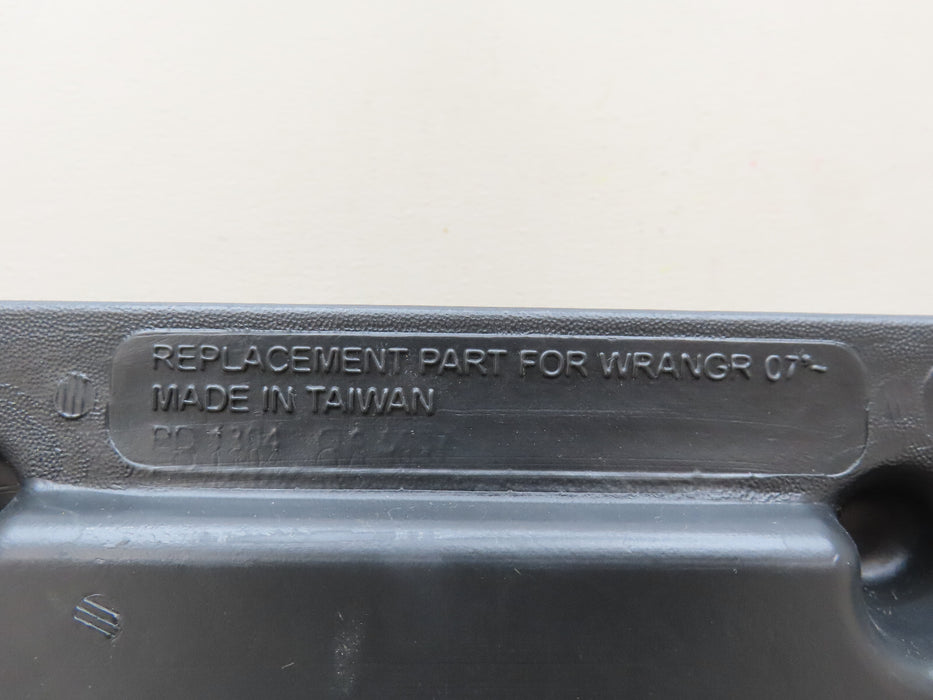 REPLACEMENT PART FOR WRANGR 07'~
MADE IN TAIWAN